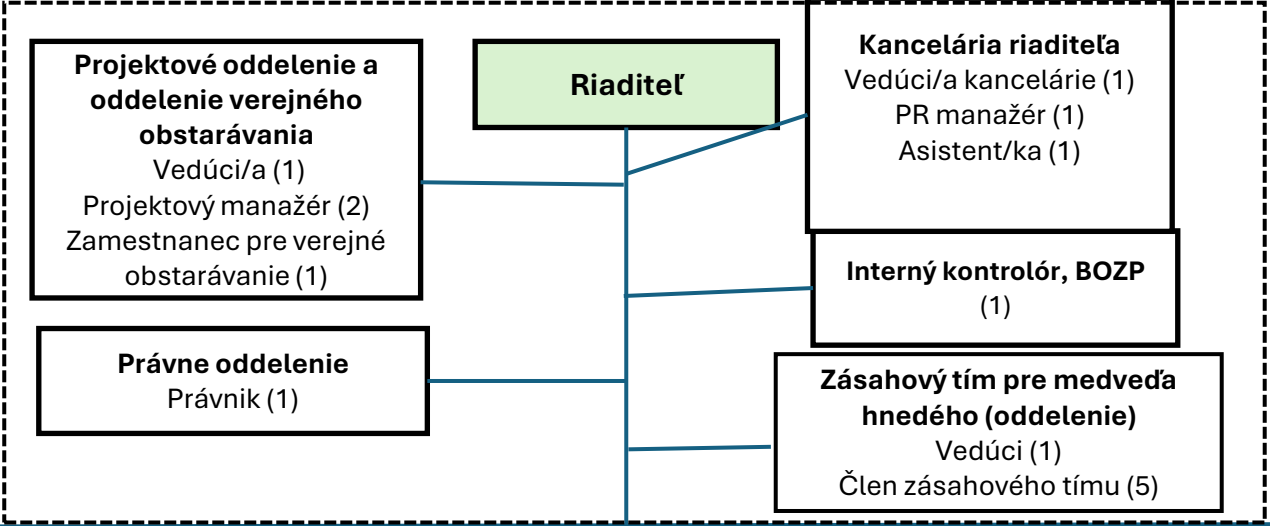 Projektové oddelenie a
oddelenie verejného
obstarávania
Vedúci/a (1)
Projektový manažér (2)
Zamestnanec pre verejné
obstarávanie (1)
Riaditeľ
Kancelária riaditeľa
Vedúci/a kancelárie (1)
PR manažér (1)
Asistent/ka (1)
Interný kontrolór, BOZP
(1)
Právne oddelenie
Právnik (1)
Zásahový tím pre medveďa
hnedého (oddelenie)
Vedúci (1)
Člen zásahového tímu (5)